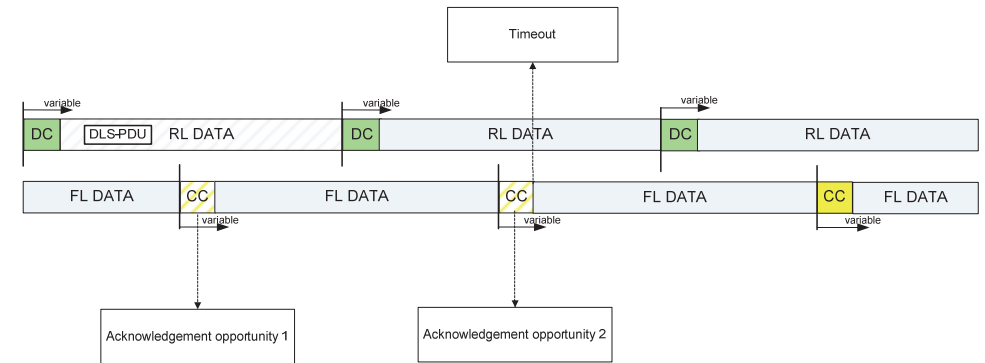 Timeout
variable variable variable
DC DLS-PDU RL DATA DC RL DATA DC RL DATA
FL DATA CC FL DATA CC FL DATA CC FL DATA
variable variable variable
Acknowledgement opportunity 1 Acknowledgement opportunity 2